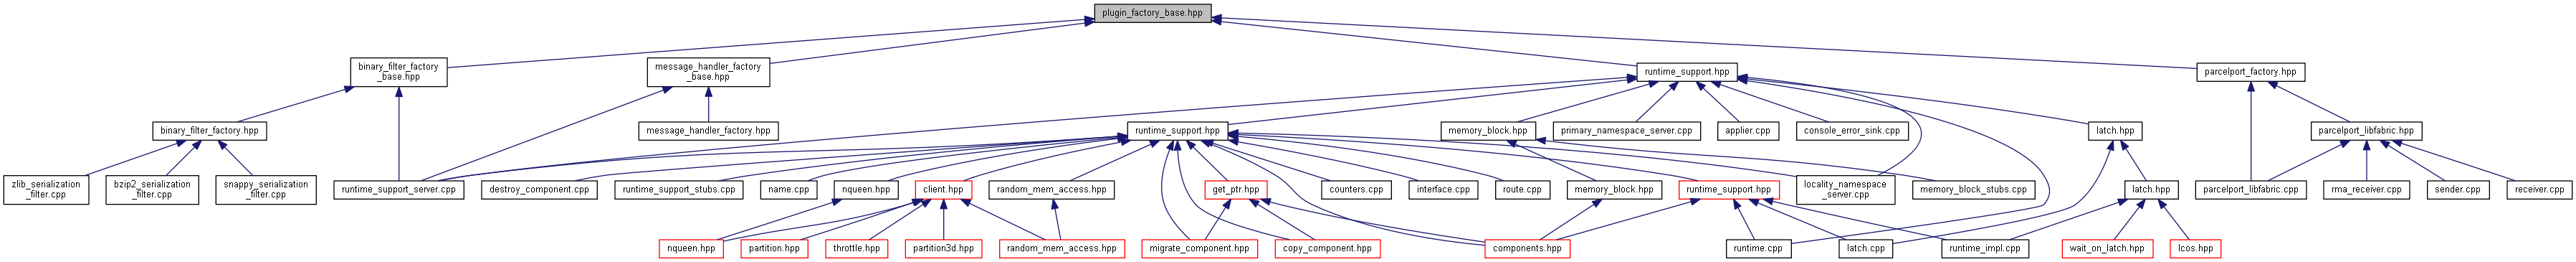 plugin_factory_base.hpp
binary_filter_factory
_base.hpp
message_handler_factory
_base.hpp
runtime_support.hpp
parcelport_factory.hpp
binary_filter_factory.hpp
message_handler_factory.hpp
runtime_support.hpp
memory_block.hpp
primary_namespace_server.cpp
applier.cpp
console_error_sink.cpp
latch.hpp
parcelport_libfabric.hpp
zlib_serialization
_filter.cpp
bzip2_serialization
_filter.cpp
snappy_serialization
_filter.cpp
runtime_support_server.cpp
destroy_component.cpp
runtime_support_stubs.cpp
name.cpp
nqueen.hpp
client.hpp
random_mem_access.hpp
get_ptr.hpp
counters.cpp
interface.cpp
route.cpp
memory_block.hpp
runtime_support.hpp
locality_namespace
_server.cpp
memory_block_stubs.cpp
latch.hpp
parcelport_libfabric.cpp
rma_receiver.cpp
sender.cpp
receiver.cpp
nqueen.hpp
partition.hpp
throttle.hpp
partition3d.hpp
random_mem_access.hpp
migrate_component.hpp
copy_component.hpp
components.hpp
runtime.cpp
latch.cpp
runtime_impl.cpp
wait_on_latch.hpp
lcos.hpp